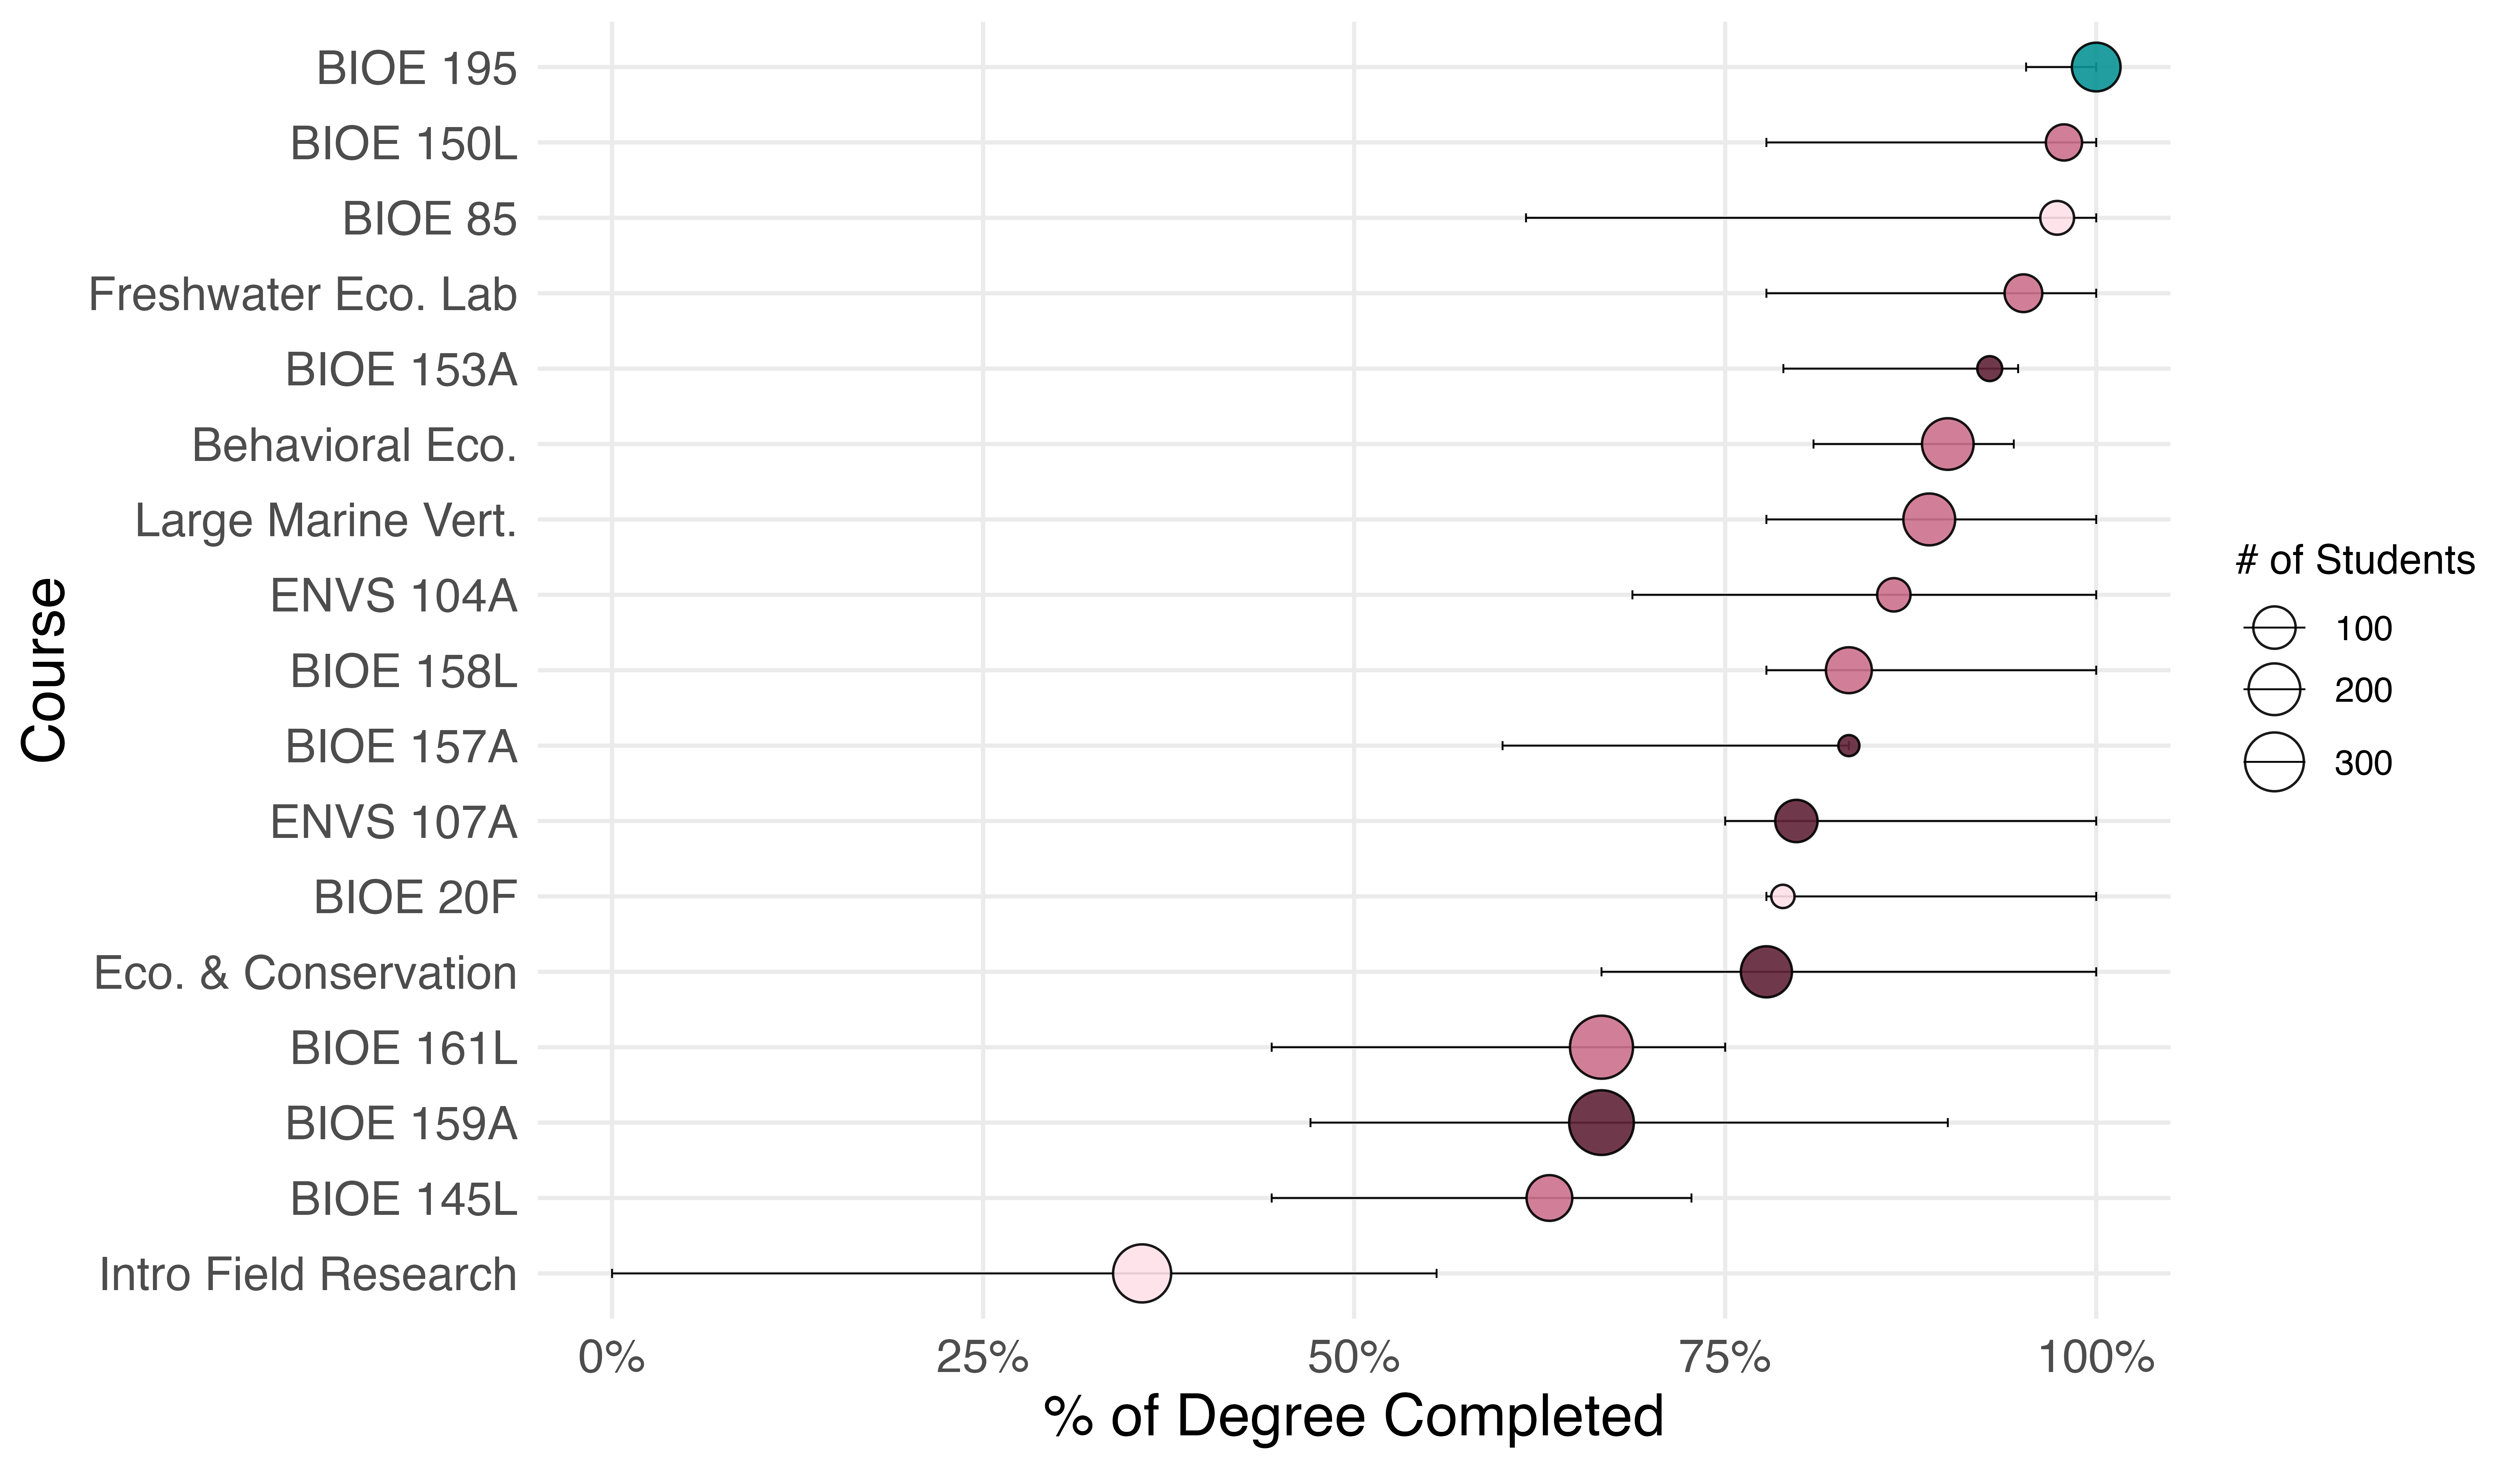 BIOE 195
BIOE 150L
BIOE 85
Freshwater Eco. Lab
BIOE 153A
Behavioral Eco.
Large Marine Vert.
ENVS 104A
BIOE 158L
BIOE 157A
ENVS 107A
BIOE 20F
Eco. & Conservation
BIOE 161L
BIOE 159A
BIOE 145L
Intro Field Research
Course
0%
25%
50%
75%
100%
% of Degree Completed
# of Students
100
200
300